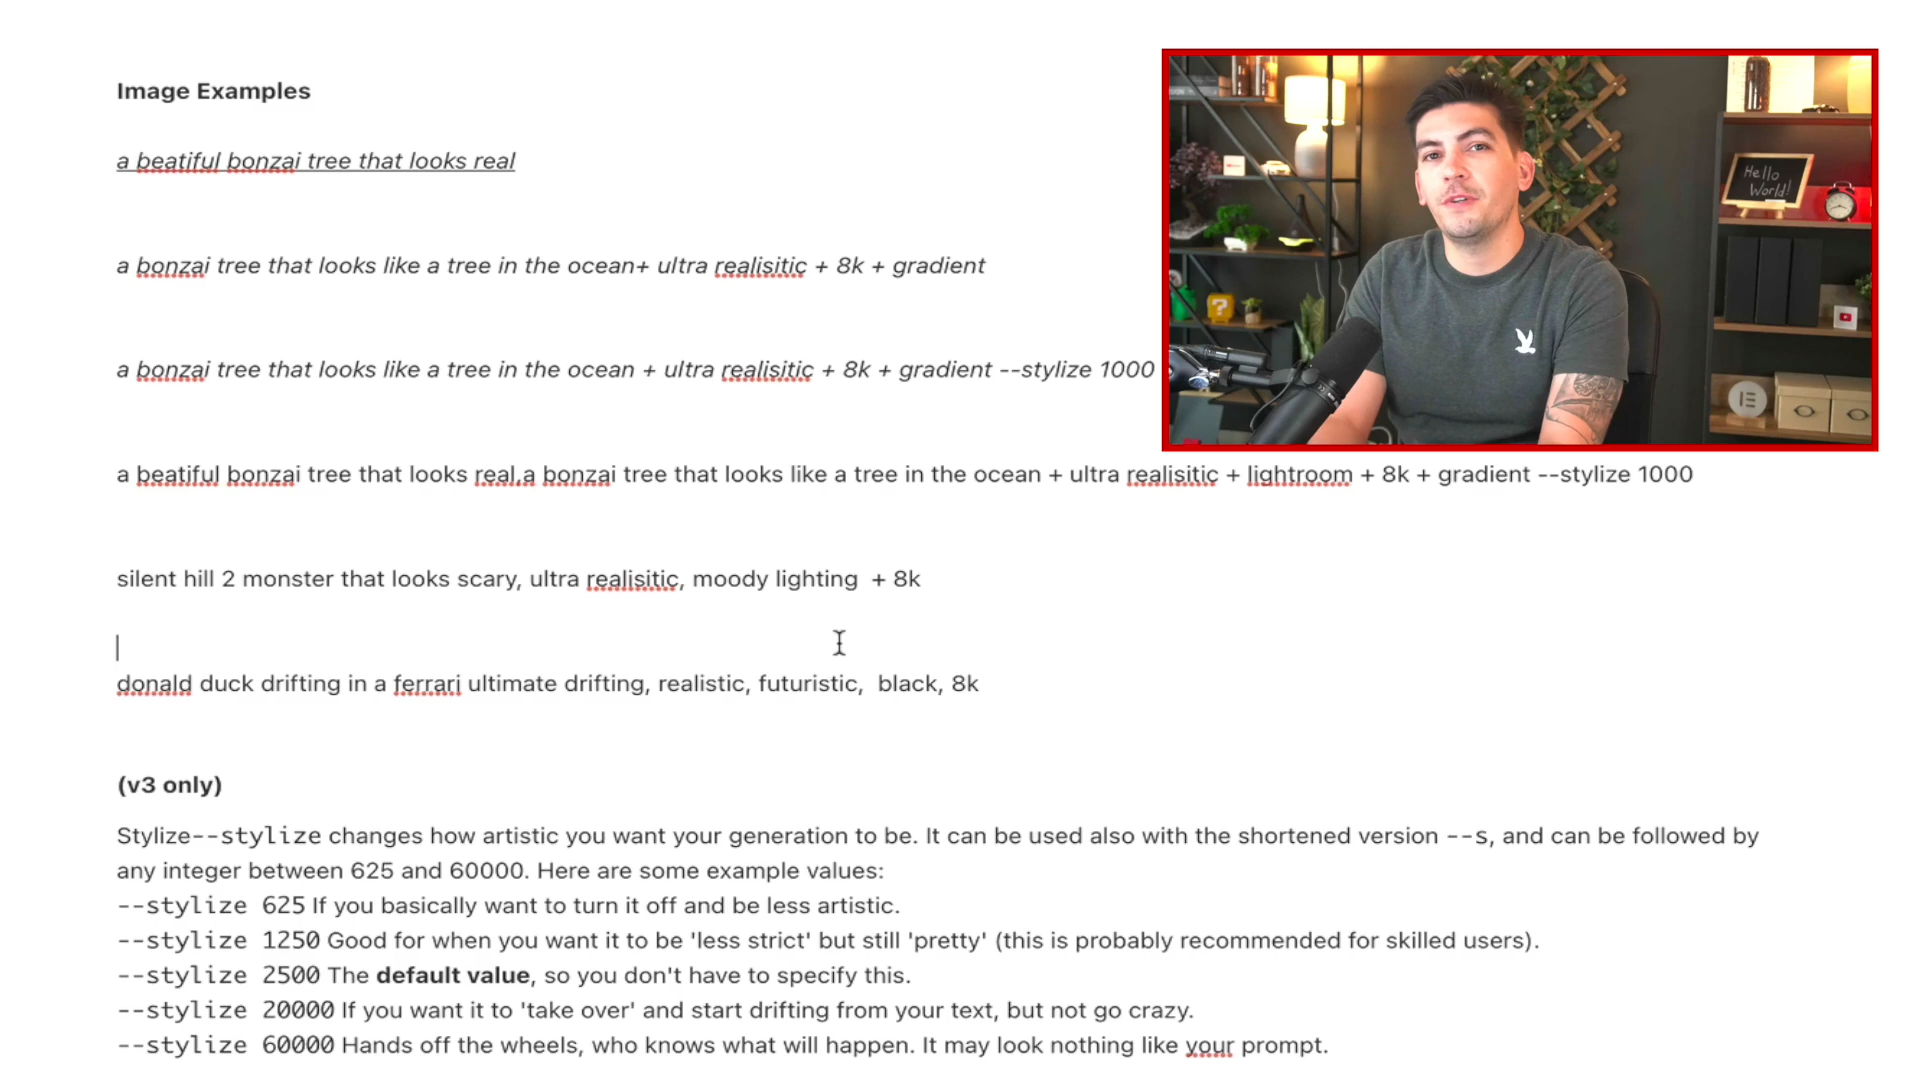 Image Examples
a beatiful bonzai tree that looks real
a bonzai tree that looks like a tree in the ocean+ ultra realisitic + 8k + gradient
a bonzai tree that looks like a tree in the ocean + ultra realisitic + 8k + gradient --stylize 1000
Hello
World!
?
a beatiful bonzai tree that looks real,a bonzai tree that looks like a tree in the ocean + ultra realisitic + lightroom + 8k + gradient --stylize 1000
silent hill 2 monster that looks scary, ultra realisitic, moody lighting  + 8k
donald duck drifting in a ferrari ultimate drifting, realistic, futuristic,  black, 8k
(v3 only)
Stylize--stylize changes how artistic you want your generation to be. It can be used also with the shortened version --s, and can be followed by
any integer between 625 and 60000. Here are some example values:
--stylize 625 If you basically want to turn it off and be less artistic.
--stylize 1250 Good for when you want it to be 'less strict' but still 'pretty' (this is probably recommended for skilled users).
--stylize 2500 The default value, so you don't have to specify this.
--stylize 20000 If you want it to 'take over' and start drifting from your text, but not go crazy.
--stylize 60000 Hands off the wheels, who knows what will happen. It may look nothing like your prompt.